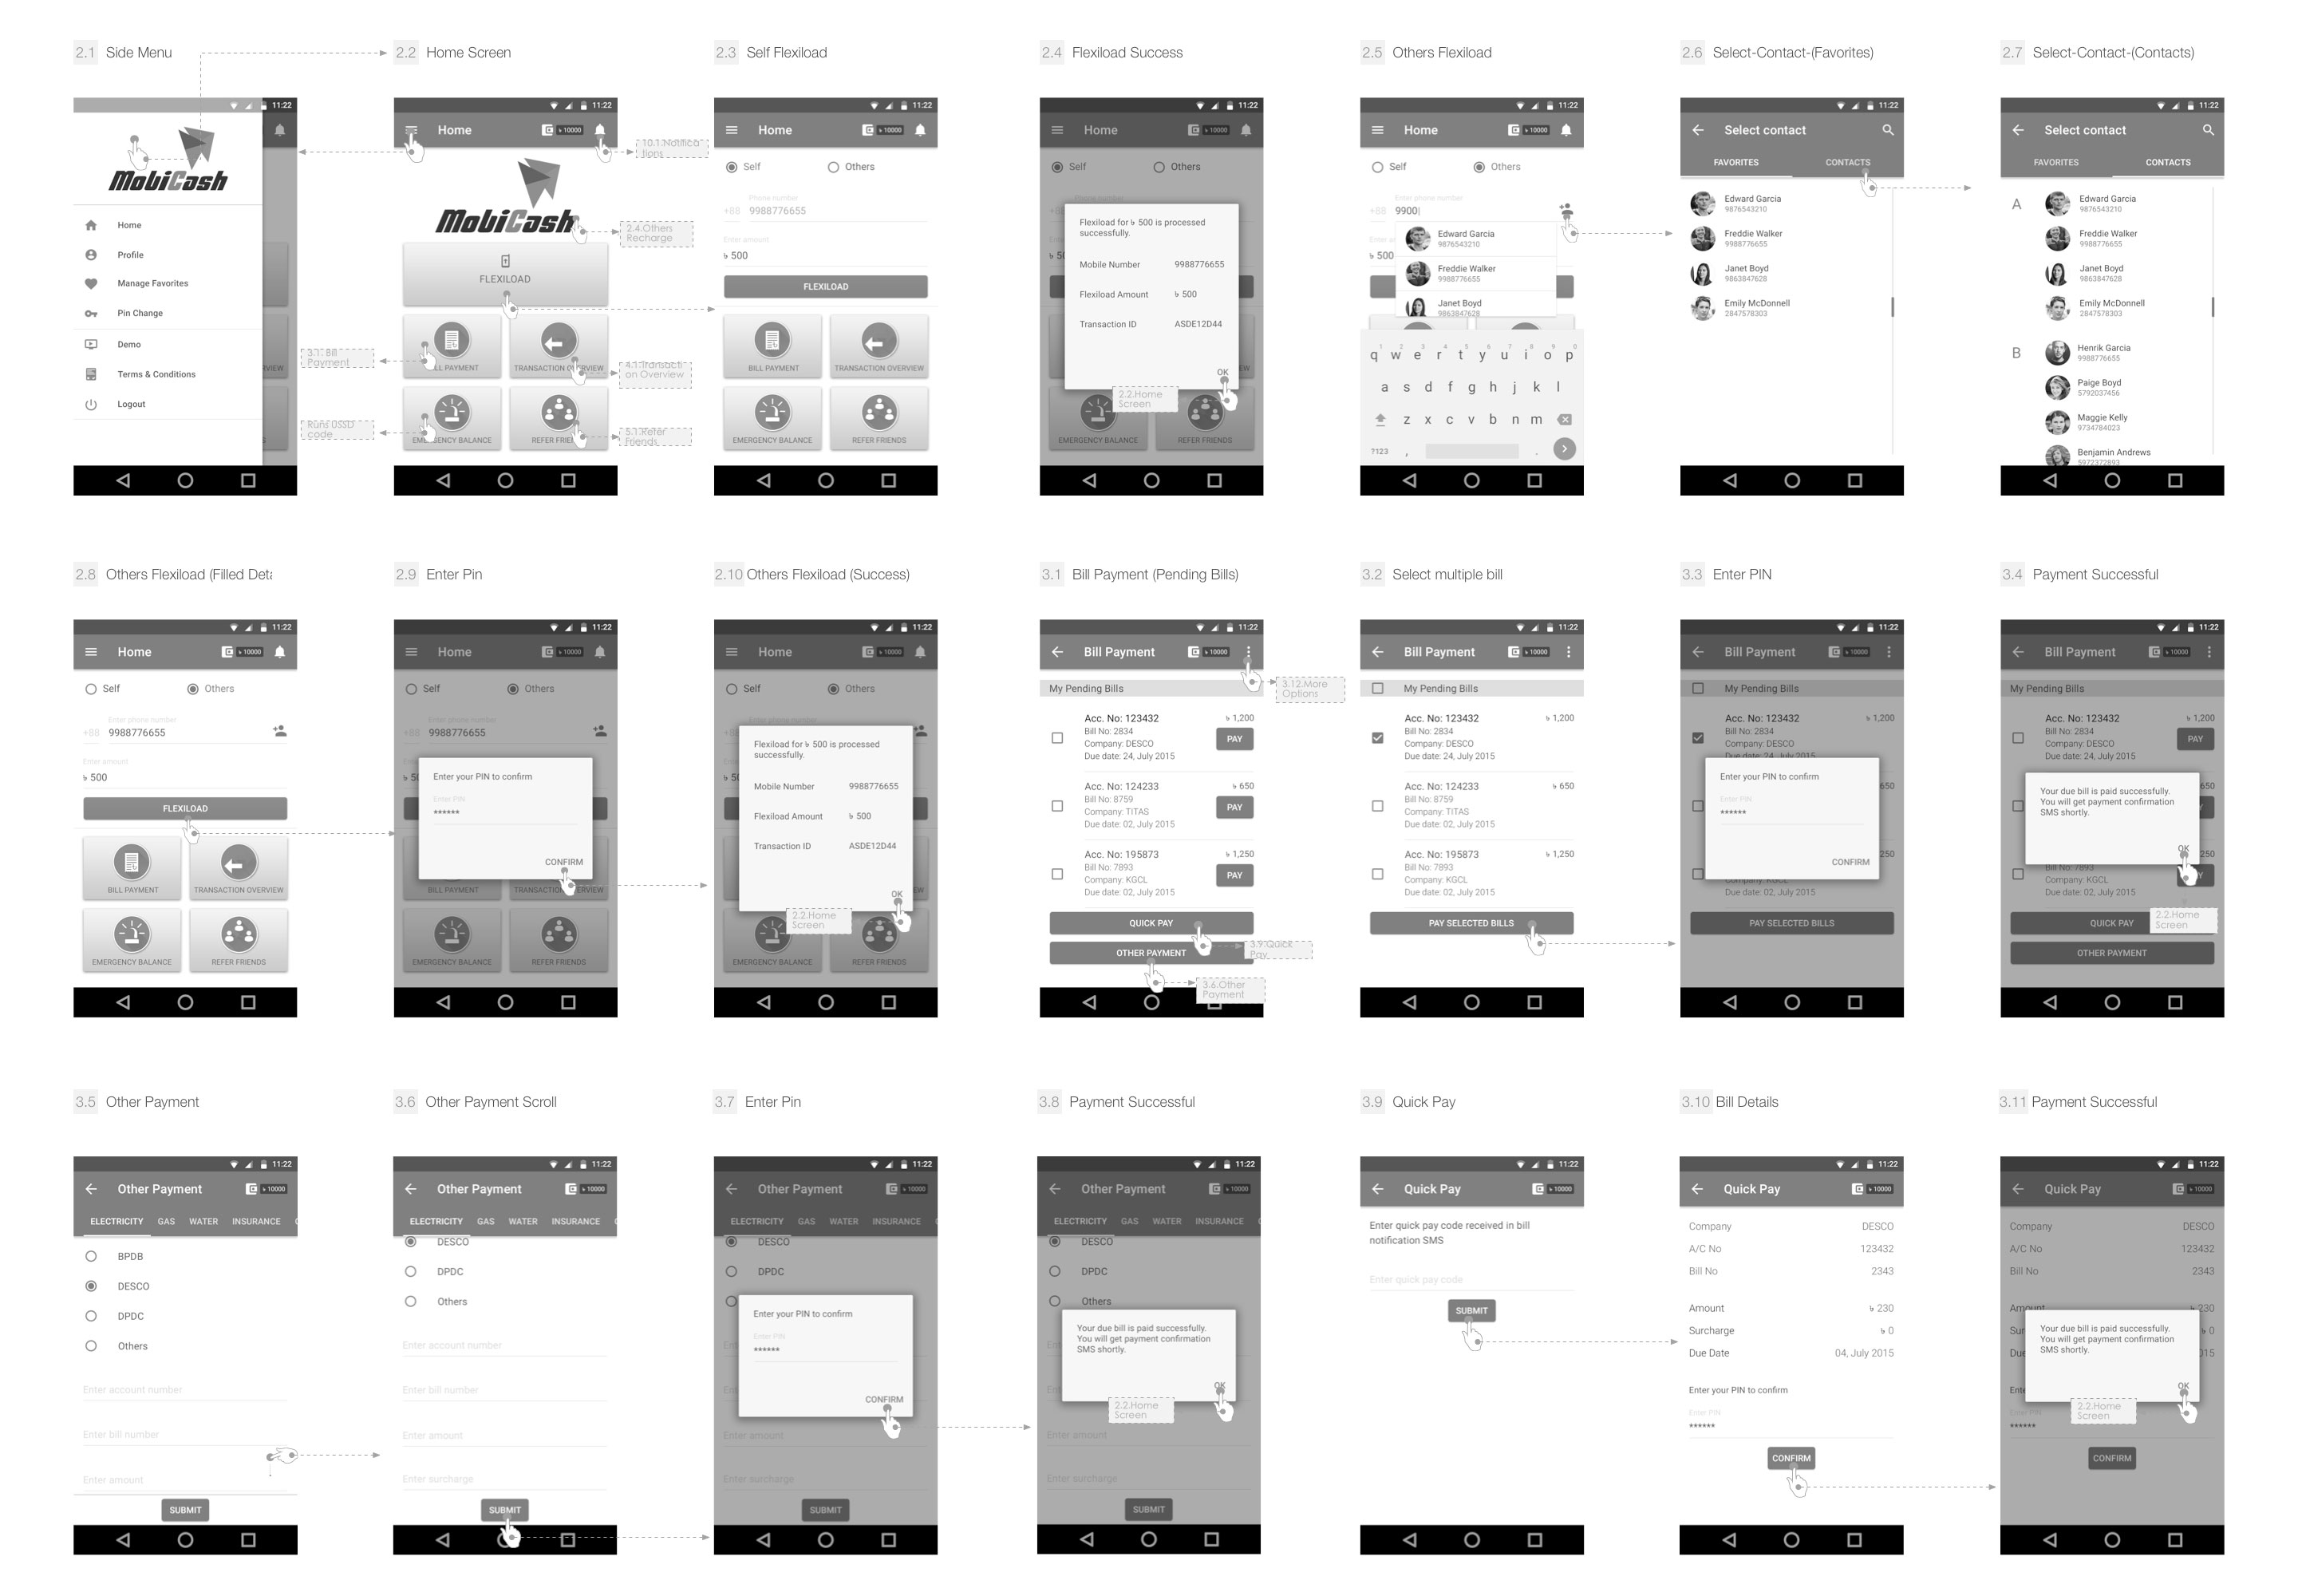 2.1 Side Menu
2.2 Home Screen
2.3 Self Flexiload
2.4 Flexiload Success
2.5 Others Flexiload
2.6 Select-Contact-(Favorites)
2.7 Select-Contact-(Contacts)
11:22
MobiCash
Home
Profile
Manage Favorites
Pin Change
Demo
Terms & Conditions
Logout
11:22
Home
৳ 10000
10.1.Notifica
tions
MobiCash
2.4.Others
Recharge
FLEXILOAD
3.1. Bill
Payment
BILL PAYMENT
TRANSACTION OVERVIEW
4.1.Transacti
on Overview
Runs USSD
code
EMERGENCY BALANCE
REFER FRIENDS
5.1.Refer
Friends
11:22
Home
৳ 10000
Self
Others
Phone number
+88 9988776655
Enter amount
৳ 500
FLEXILOAD
BILL PAYMENT
TRANSACTION OVERVIEW
EMERGENCY BALANCE
REFER FRIENDS
11:22
Home
৳ 10000
Self
Others
Flexiload for ৳ 500 is processed
successfully.
Mobile Number 9988776655
Flexiload Amount ৳ 500
Transaction ID ASDE12D44
OK
2.2.Home
Screen
EMERGENCY BALANCE
REFER FRIENDS
11:22
Home
৳ 10000
Self
Others
Enter phone number
+88 9900
Edward Garcia
9876543210
৳ 500
Freddie Walker
9988776655
Janet Boyd
9863847628
1 2 3 4 5 6 7 8 9 0
q w e r t y u i o p
a s d f g h j k l
z x c v b n m
?123 , .
11:22
Select contact
FAVORITES
CONTACTS
Edward Garcia
9876543210
Freddie Walker
9988776655
Janet Boyd
9863847628
Emily McDonnell
2847578303
11:22
Select contact
FAVORITES
CONTACTS
A
Edward Garcia
9876543210
Freddie Walker
9988776655
Janet Boyd
9863847628
Emily McDonnell
2847578303
B
Henrik Garcia
9988776655
Paige Boyd
5792037456
Maggie Kelly
9734784023
Benjamin Andrews
5972372893
2.8 Others Flexiload (Filled Deta
2.9 Enter Pin
2.10 Others Flexiload (Success)
3.1 Bill Payment (Pending Bills)
3.2 Select multiple bill
3.3 Enter PIN
3.4 Payment Successful
11:22
Home
৳ 10000
Self
Others
Enter phone number
+88 9988776655
Enter amount
৳ 500
FLEXILOAD
BILL PAYMENT
TRANSACTION OVERVIEW
EMERGENCY BALANCE
REFER FRIENDS
11:22
Home
৳ 10000
Self
Others
Enter phone number
+88 9988776655
Enter your PIN to confirm
Enter PIN
******
CONFIRM
BILL PAYMENT
TRANSACTION OVERVIEW
EMERGENCY BALANCE
REFER FRIENDS
11:22
Home
৳ 10000
Self
Others
Flexiload for ৳ 500 is processed
successfully.
Mobile Number 9988776655
Flexiload Amount ৳ 500
Transaction ID ASDE12D44
OK
2.2.Home
Screen
EMERGENCY BALANCE
REFER FRIENDS
11:22
Bill Payment
৳ 10000
3.12.More
Options
My Pending Bills
Acc. No: 123432 ৳ 1,200
Bill No: 2834
Company: DESCO
Due date: 24, July 2015
PAY
Acc. No: 124233 ৳ 650
Bill No: 8759
Company: TITAS
Due date: 02, July 2015
PAY
Acc. No: 195873 ৳ 1,250
Bill No: 7893
Company: KGCL
Due date: 02, July 2015
PAY
QUICK PAY
3.9.Quick
Pay
OTHER PAYMENT
3.6.Other
Payment
11:22
Bill Payment
৳ 10000
My Pending Bills
Acc. No: 123432 ৳ 1,200
Bill No: 2834
Company: DESCO
Due date: 24, July 2015
Acc. No: 124233 ৳ 650
Bill No: 8759
Company: TITAS
Due date: 02, July 2015
Acc. No: 195873 ৳ 1,250
Bill No: 7893
Company: KGCL
Due date: 02, July 2015
PAY SELECTED BILLS
11:22
Bill Payment
৳ 10000
My Pending Bills
Acc. No: 123432 ৳ 1,200
Bill No: 2834
Company: DESCO
Due date: 24, July 2015
Enter your PIN to confirm
650
Enter PIN
******
CONFIRM
250
Due date: 02, July 2015
PAY SELECTED BILLS
11:22
Bill Payment
৳ 10000
My Pending Bills
Acc. No: 123432 ৳ 1,200
Bill No: 2834
Company: DESCO
Due date: 24, July 2015
PAY
650
Your due bill is paid successfully.
You will get payment confirmation
SMS shortly.
OK
250
Bill No: 7893
Company: KGCL
Due date: 02, July 2015
QUICK PAY
2.2.Home
Screen
OTHER PAYMENT
3.5 Other Payment
3.6 Other Payment Scroll
3.7 Enter Pin
3.8 Payment Successful
3.9 Quick Pay
3.10 Bill Details
3.11 Payment Successful
11:22
Other Payment
৳ 10000
ELECTRICITY GAS WATER INSURANCE
BPDB
DESCO
DPDC
Others
Enter account number
Enter bill number
Enter amount
SUBMIT
11:22
Other Payment
৳ 10000
ELECTRICITY GAS WATER INSURANCE
DESCO
DPDC
Others
Enter account number
Enter bill number
Enter amount
Enter surcharge
SUBMIT
11:22
Other Payment
৳ 10000
ELECTRICITY GAS WATER INSURANCE
DESCO
DPDC
Enter your PIN to confirm
Enter PIN
******
CONFIRM
Enter amount
Enter surcharge
SUBMIT
11:22
Other Payment
৳ 10000
ELECTRICITY GAS WATER INSURANCE
DESCO
DPDC
Others
Your due bill is paid successfully.
You will get payment confirmation
SMS shortly.
OK
2.2.Home
Screen
Enter amount
Enter surcharge
SUBMIT
11:22
Quick Pay
৳ 10000
Enter quick pay code received in bill
notification SMS
Enter quick pay code
SUBMIT
11:22
Quick Pay
৳ 10000
Company DESCO
A/C No 123432
Bill No 2343
Amount ৳ 230
Surcharge ৳ 0
Due Date 04, July 2015
Enter your PIN to confirm
Enter PIN
******
CONFIRM
11:22
Quick Pay
৳ 10000
Company DESCO
A/C No 123432
Bill No 2343
Amount ৳ 230
Sur ৳ 0
Due 015
Your due bill is paid successfully.
You will get payment confirmation
SMS shortly.
OK
Ente
2.2.Home
Screen
******
CONFIRM